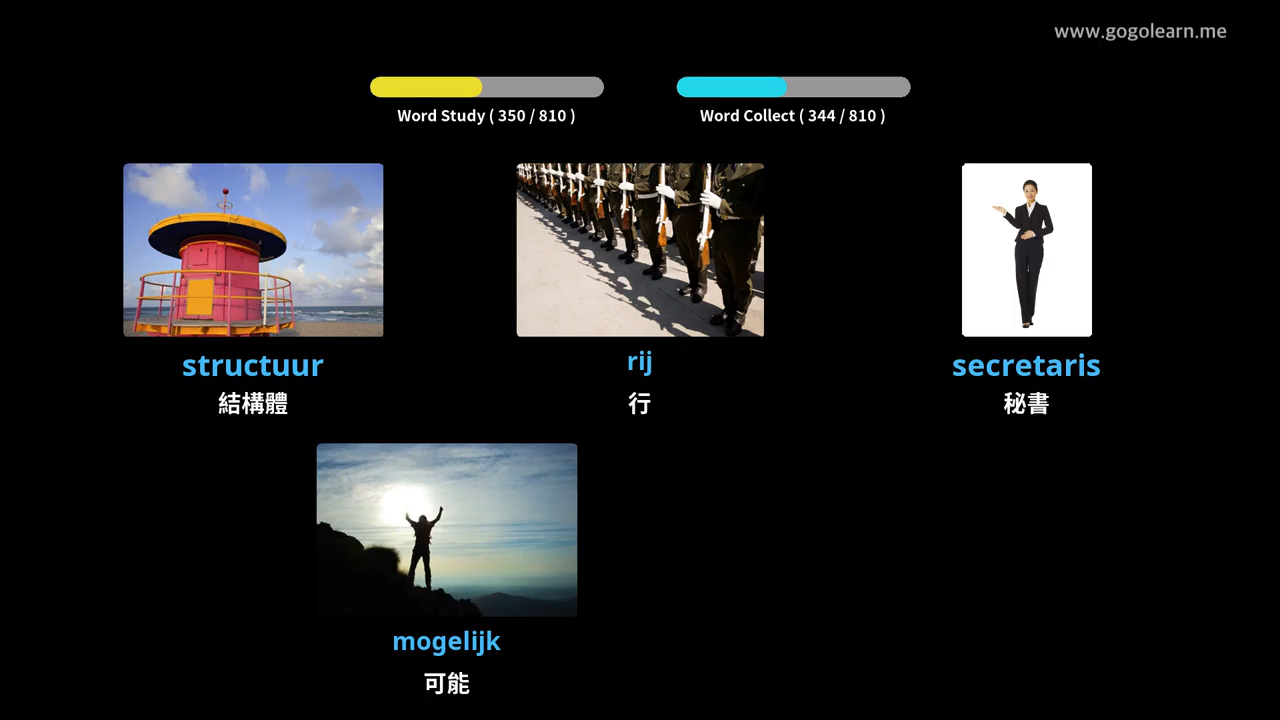 www.gogolearn.me
Word Study ( 350 / 810 )
Word Collect ( 344 / 810 )
structuur
結構體
rij
行
secretaris
秘書
mogelijk
可能